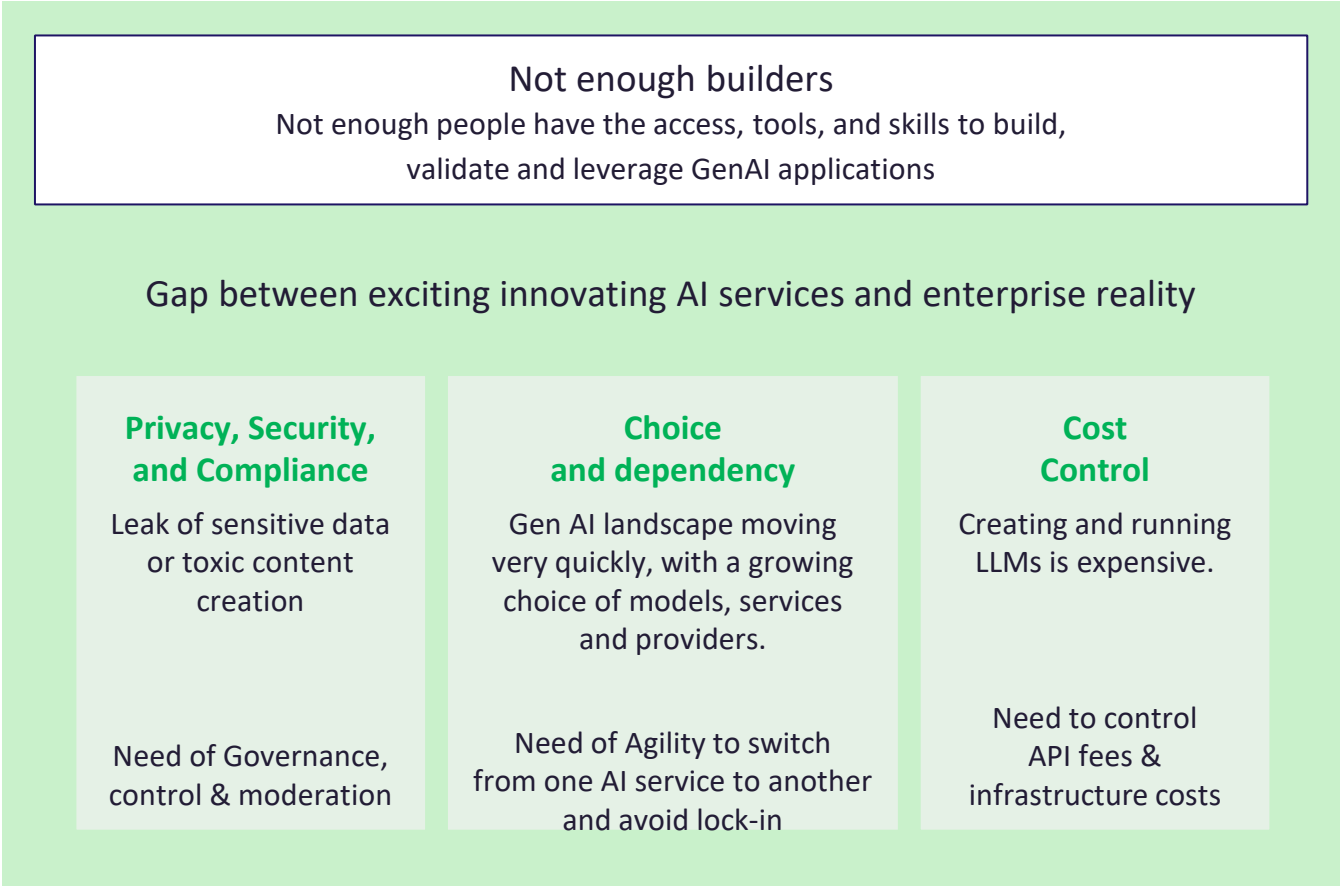 Not enough builders
Not enough people have the access, tools, and skills to build,
validate and leverage GenAI applications
Gap between exciting innovating AI services and enterprise reality
Privacy, Security,
and Compliance
Leak of sensitive data
or toxic content
creation
Need of Governance,
control & moderation
Choice
and dependency
Gen AI landscape moving
very quickly, with a growing
choice of models, services
and providers.
Need of Agility to switch
from one AI service to another
and avoid lock-in
Cost
Control
Creating and running
LLMs is expensive.
Need to control
API fees &
infrastructure costs